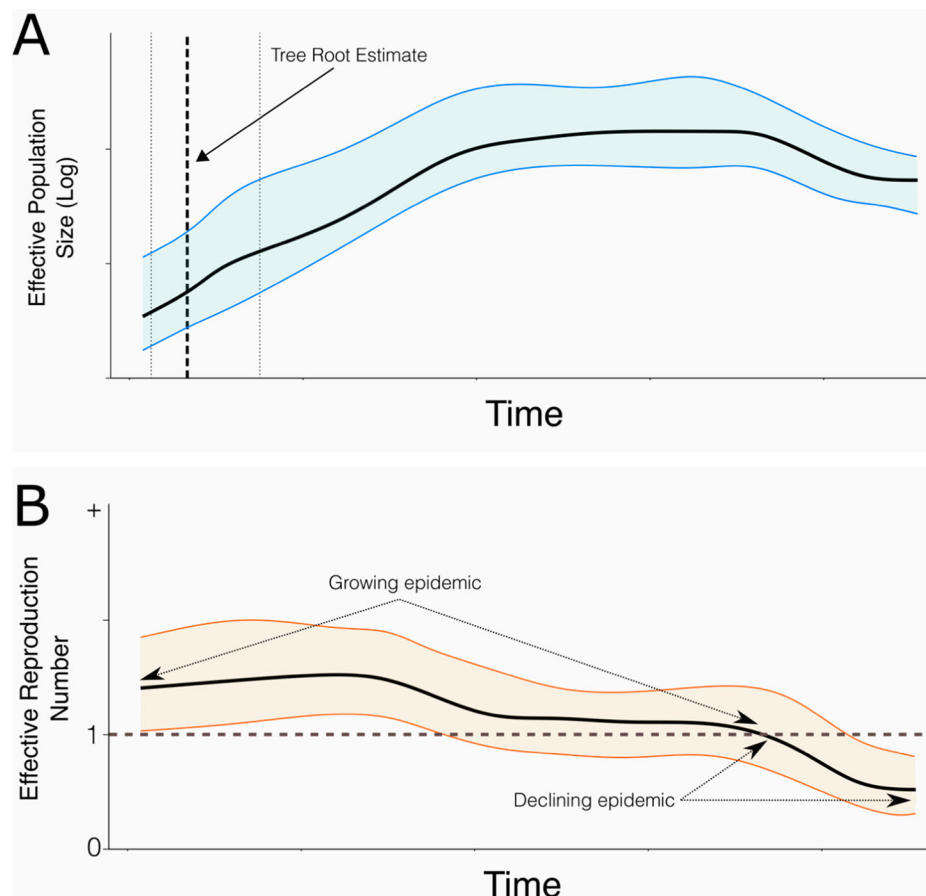 A
Tree Root Estimate
Effective Population
Size (Log)
Time
B
+
Growing epidemic
Effective Reproduction
Number
1
Declining epidemic
0
Time